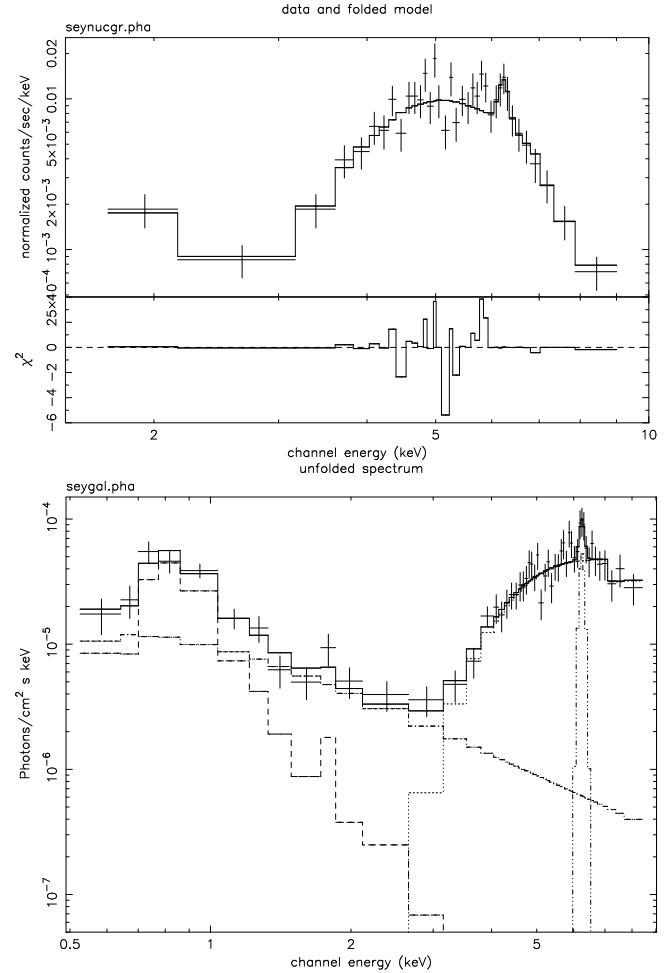 data and folded model
seynucgr.pha
normalized counts/sec/keV
0.02
0.01
5×10⁻³
2×10⁻³
10⁻³
5×10⁻⁴
χ²
4
2
0
−2
−4
−6
2
5
10
channel energy (keV)
unfolded spectrum
seygal.pha
Photons/cm² s keV
10⁻⁴
10⁻⁵
10⁻⁶
10⁻⁷
0.5
1
2
5
channel energy (keV)